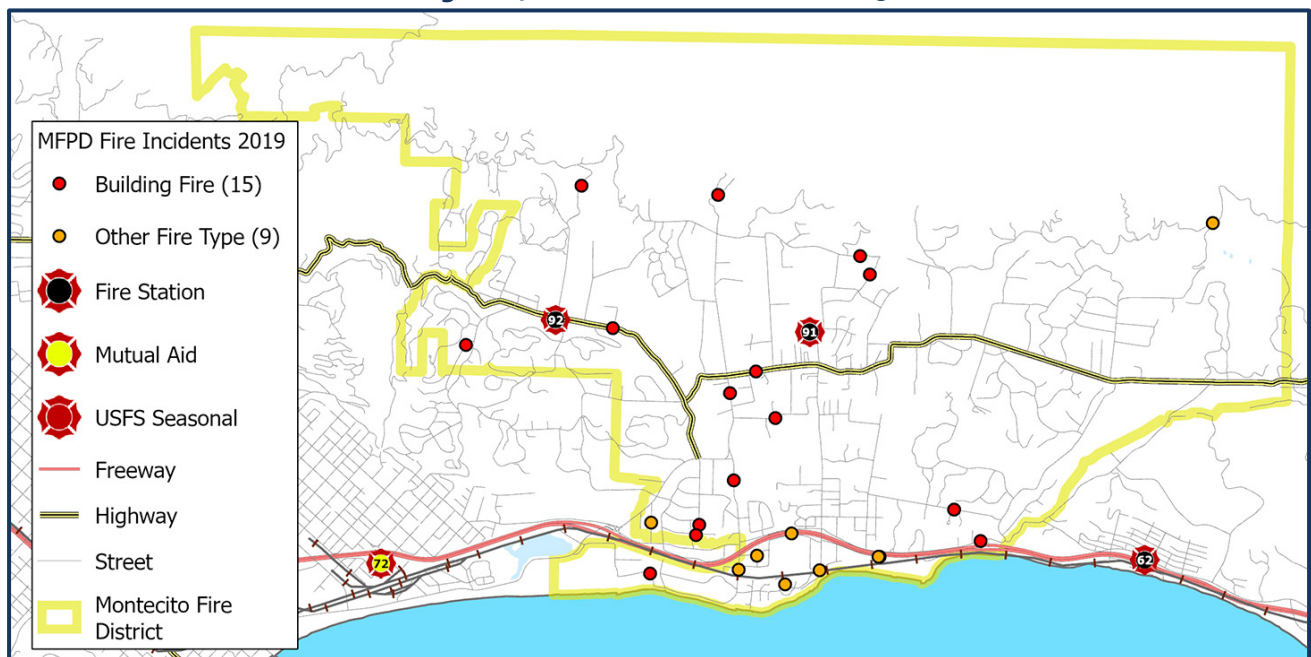 MFPD Fire Incidents 2019
Building Fire (15)
Other Fire Type (9)
Fire Station
Mutual Aid
USFS Seasonal
Freeway
Highway
Street
Montecito Fire
District
92
91
72
62